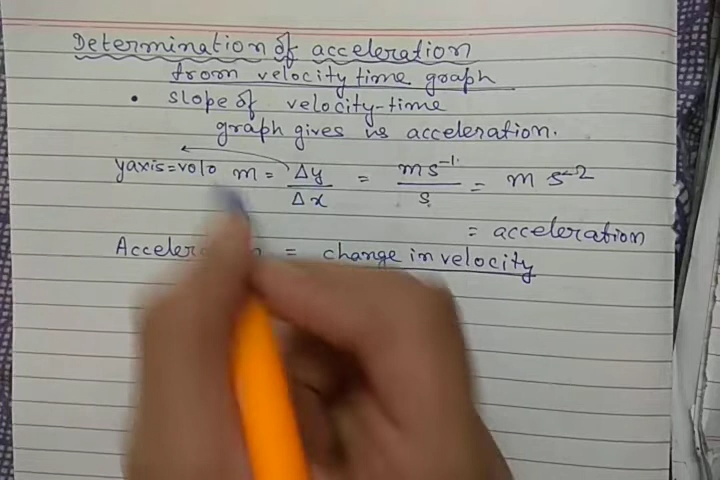 Determination of acceleration
from velocity time graph
• slope of velocity-time
graph gives us acceleration.
yaxis=volo m = Δy/Δx = ms⁻¹/s = m s⁻²
= acceleration
= change in velocity